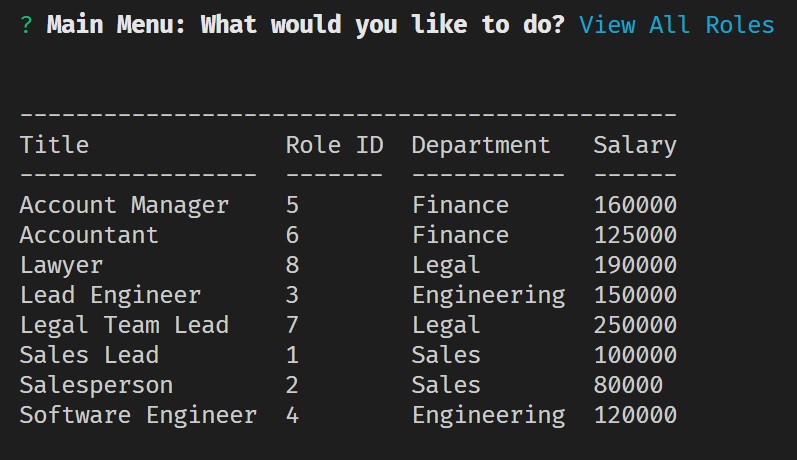 ? Main Menu: What would you like to do? View All Roles
-----------------------------------------------
Title              Role ID  Department   Salary
-----------------  -------  -----------  ------
Account Manager    5        Finance      160000
Accountant         6        Finance      125000
Lawyer             8        Legal        190000
Lead Engineer      3        Engineering  150000
Legal Team Lead    7        Legal        250000
Sales Lead         1        Sales        100000
Salesperson        2        Sales        80000
Software Engineer  4        Engineering  120000